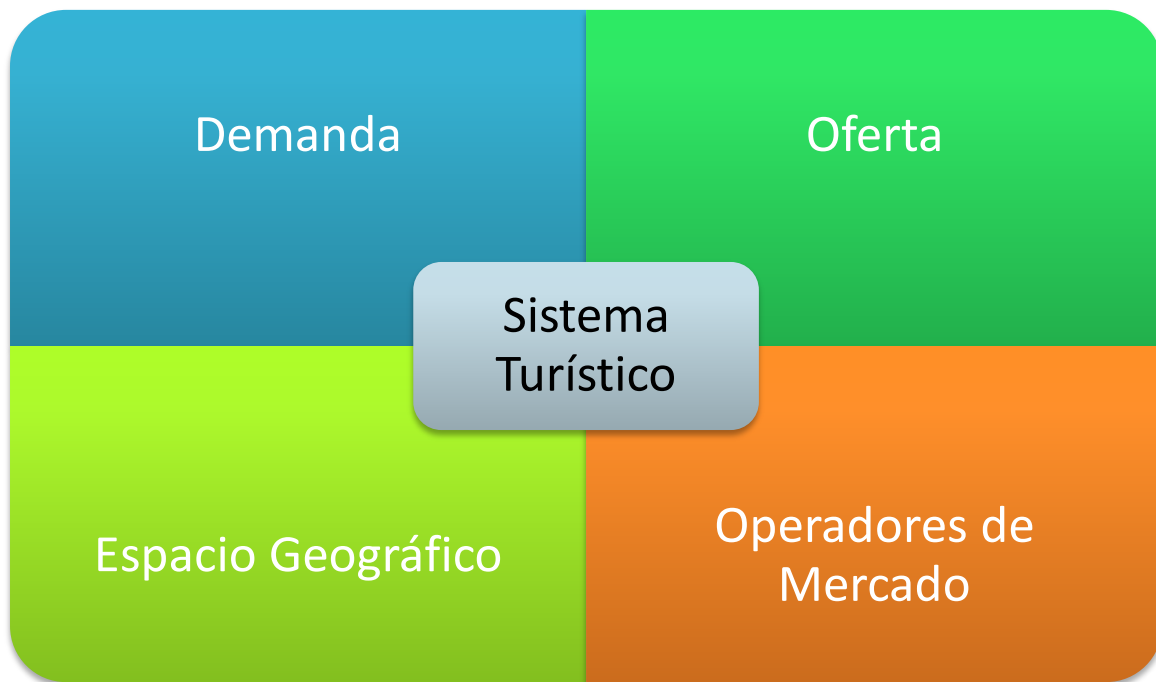 Demanda
Oferta
Sistema
Turístico
Espacio Geográfico
Operadores de
Mercado